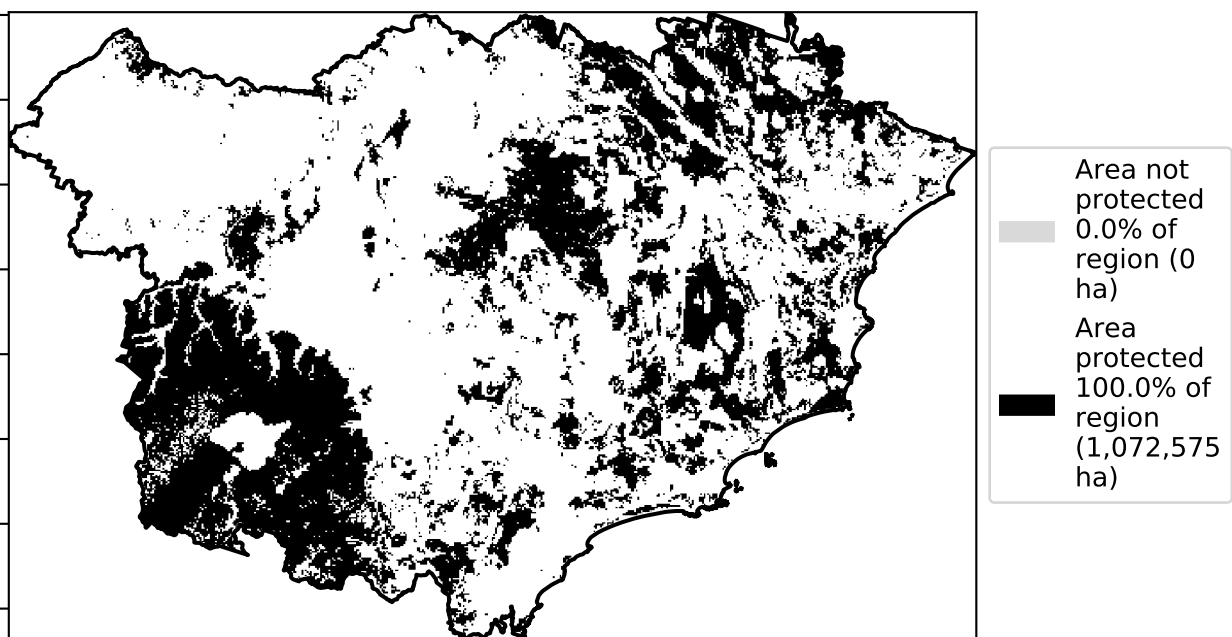 Area not
protected
0.0% of
region (0
ha)
Area
protected
100.0% of
region
(1,072,575
ha)